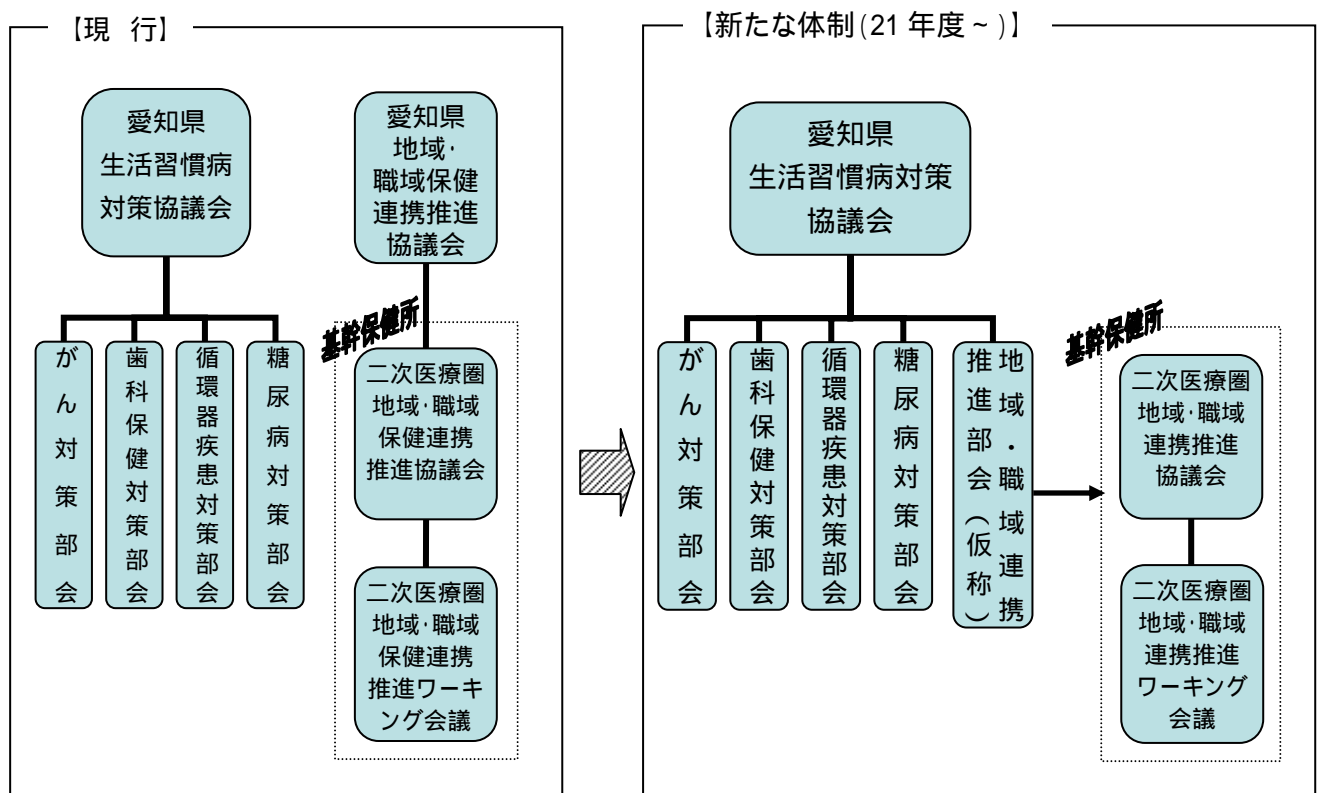 【現　行】
愛知県
生活習慣病
対策協議会
愛知県
地域・
職域保健
連携推進
協議会
がん対策部会
歯科保健対策部会
循環器疾患対策部会
糖尿病対策部会
基幹保健所
二次医療圏
地域・職域
保健連携
推進協議会
二次医療圏
地域・職域
保健連携
推進ワーキ
ング会議
【新たな体制(21年度~)】
愛知県
生活習慣病対策
協議会
がん対策部会
歯科保健対策部会
循環器疾患対策部会
糖尿病対策部会
地域・職域連携
推進部会（仮称）
基幹保健所
二次医療圏
地域・職域
連携推進
協議会
二次医療圏
地域・職域
連携推進
ワーキング
会議